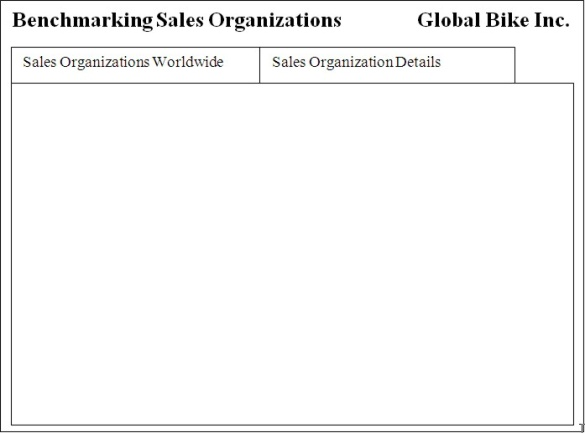 Benchmarking Sales Organizations Global Bike Inc.
Sales Organizations Worldwide Sales Organization Details